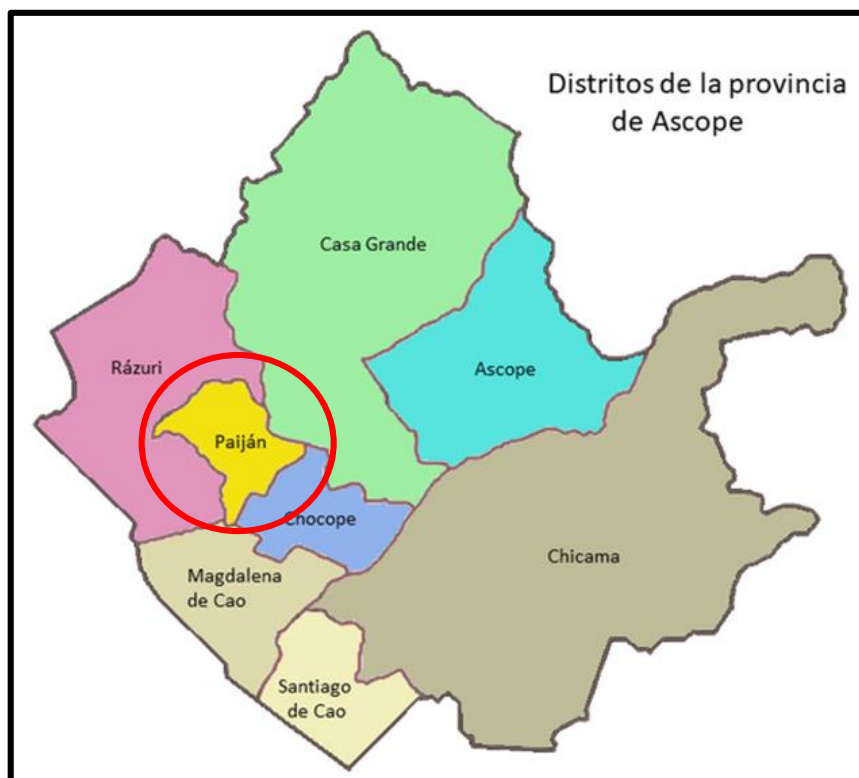 Distritos de la provincia
de Ascope
Casa Grande
Rázuri
Ascope
Paiján
Chocope
Chicama
Magdalena
de Cao
Santiago
de Cao